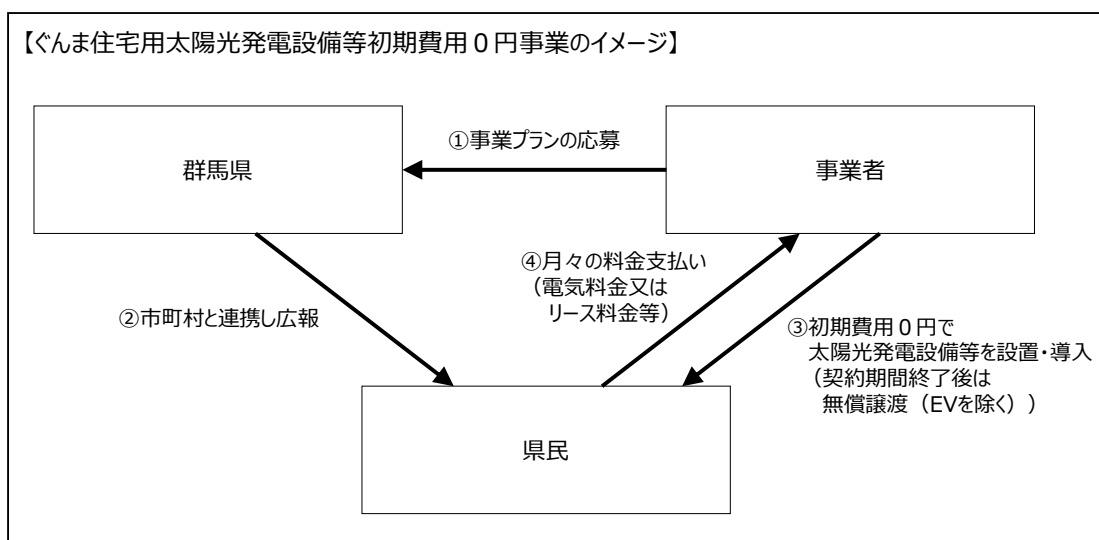 【ぐんま住宅用太陽光発電設備等初期費用０円事業のイメージ】
群馬県
①事業プランの応募
事業者
②市町村と連携し広報
④月々の料金支払い
（電気料金又は
リース料金等）
③初期費用０円で
太陽光発電設備等を設置・導入
（契約期間終了後は
無償譲渡（EVを除く））
県民